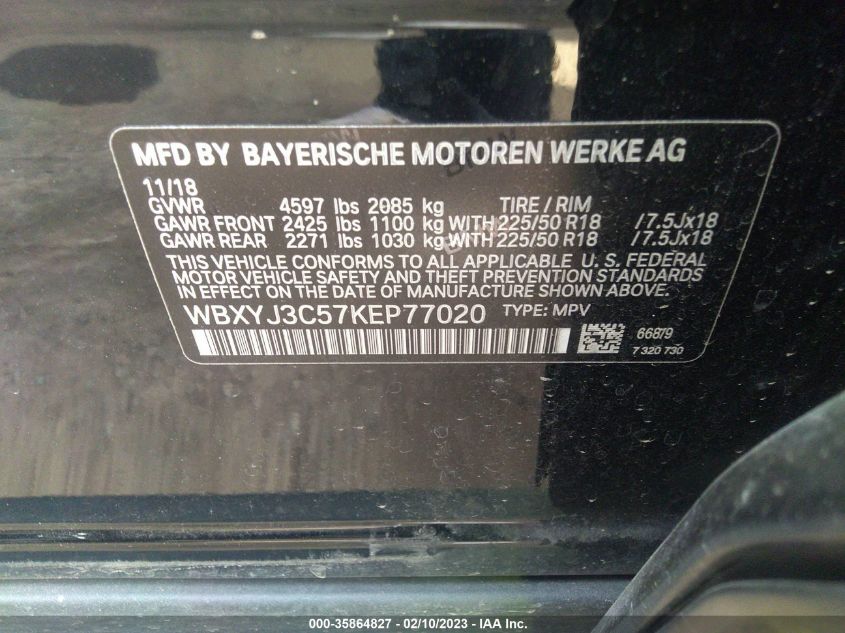 MFD BY BAYERISCHE MOTOREN WERKE AG
11/18
GVWR 4597 lbs 2085 kg TIRE / RIM
GAWR FRONT 2425 lbs 1100 kg WITH 225/50 R18 /7.5Jx18
GAWR REAR 2271 lbs 1030 kg WITH 225/50 R18 /7.5Jx18
THIS VEHICLE CONFORMS TO ALL APPLICABLE U. S. FEDERAL
MOTOR VEHICLE SAFETY AND THEFT PREVENTION STANDARDS
IN EFFECT ON THE DATE OF MANUFACTURE SHOWN ABOVE.
WBXYJ3C57KEP77020 TYPE: MPV
66879
7 320 730
000-35864827 - 02/10/2023 - © IAA Inc.